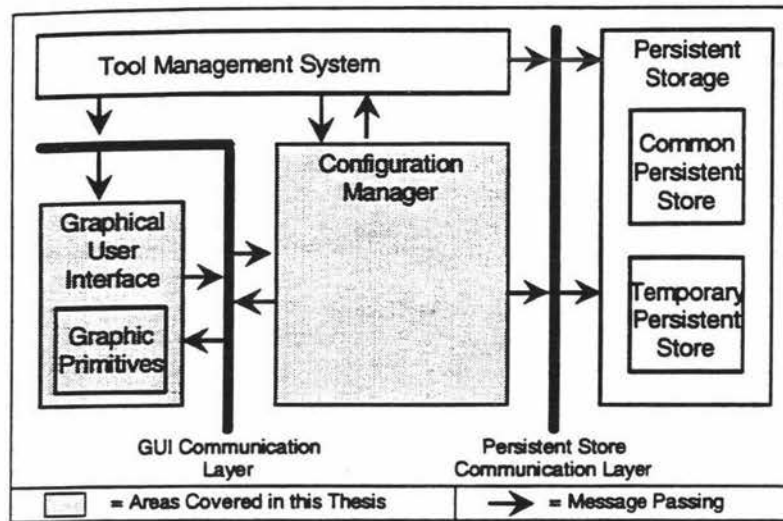 Tool Management System
Persistent
Storage
Common
Persistent
Store
Configuration
Manager
Graphical
User
Interface
Graphic
Primitives
Temporary
Persistent
Store
GUI Communication
Layer
Persistent Store
Communication Layer
= Areas Covered in this Thesis
= Message Passing